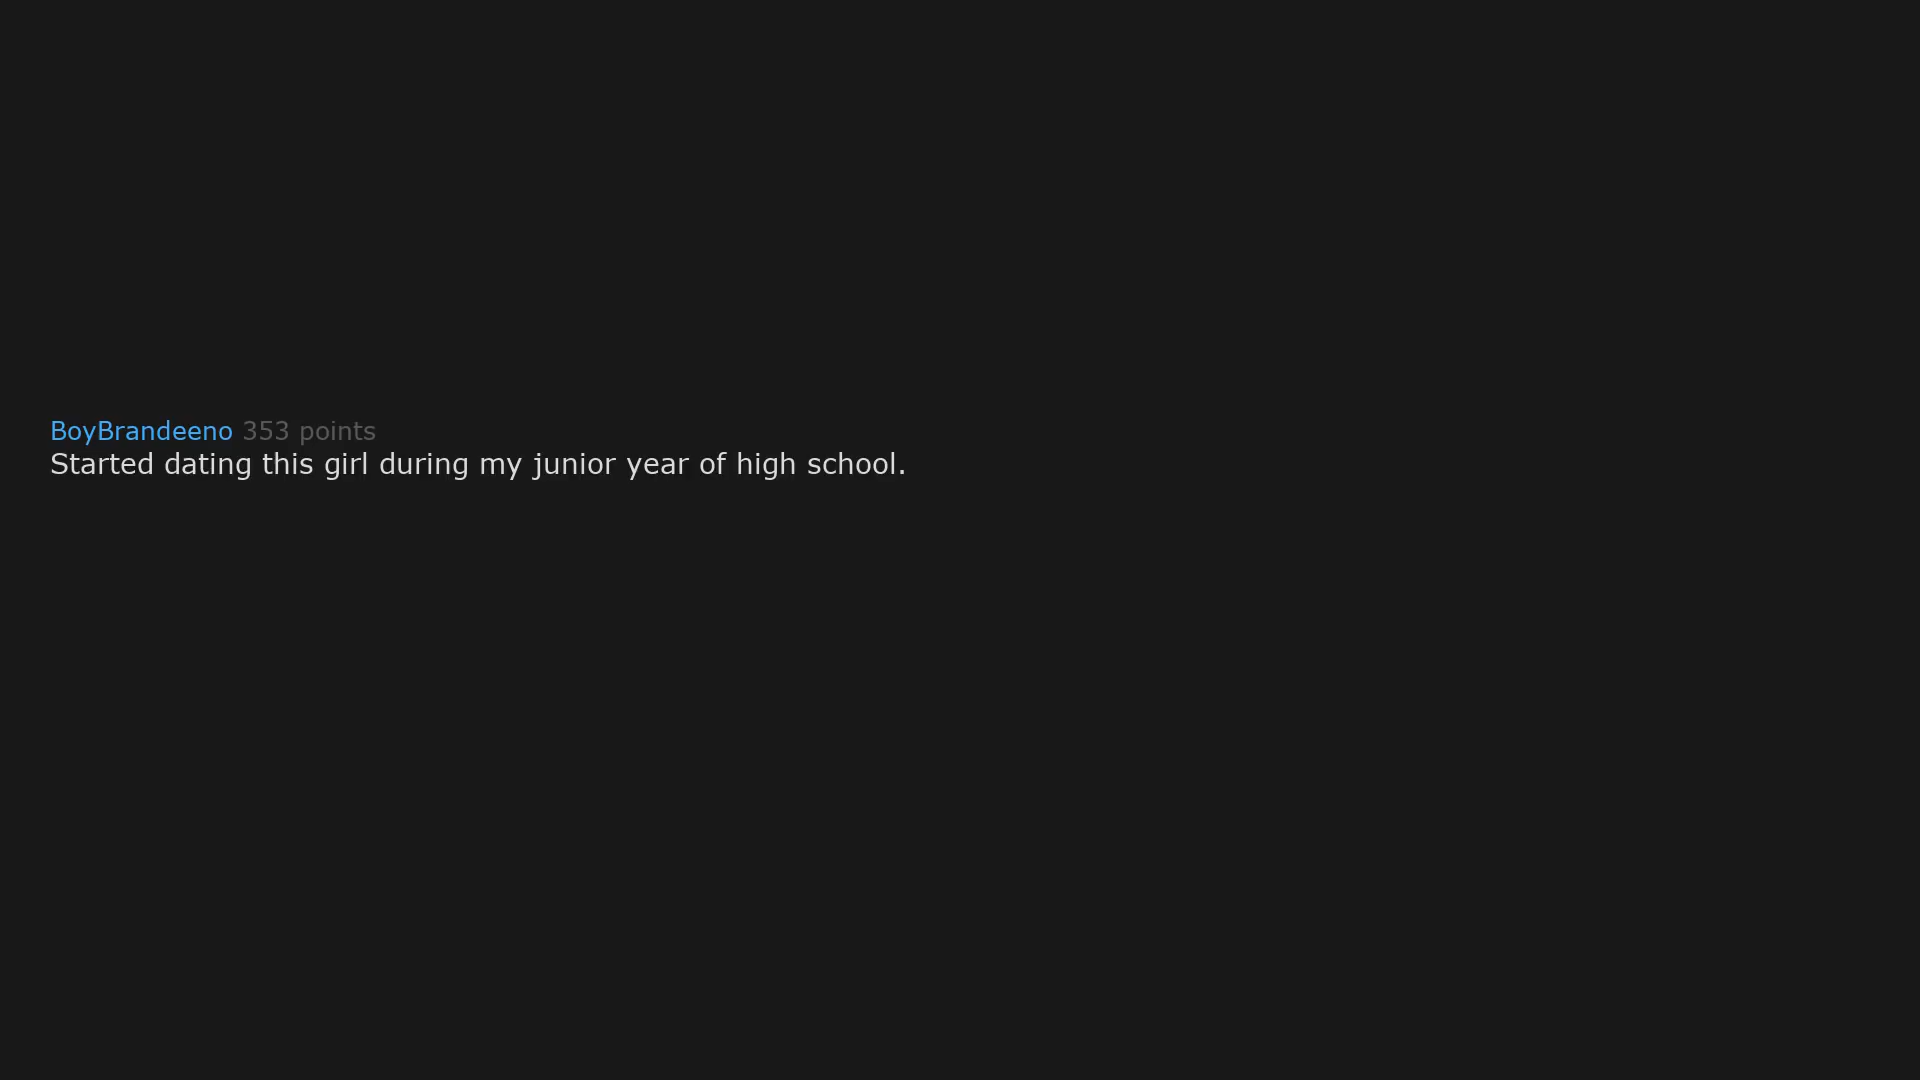 BoyBrandeeno 353 points
Started dating this girl during my junior year of high school.